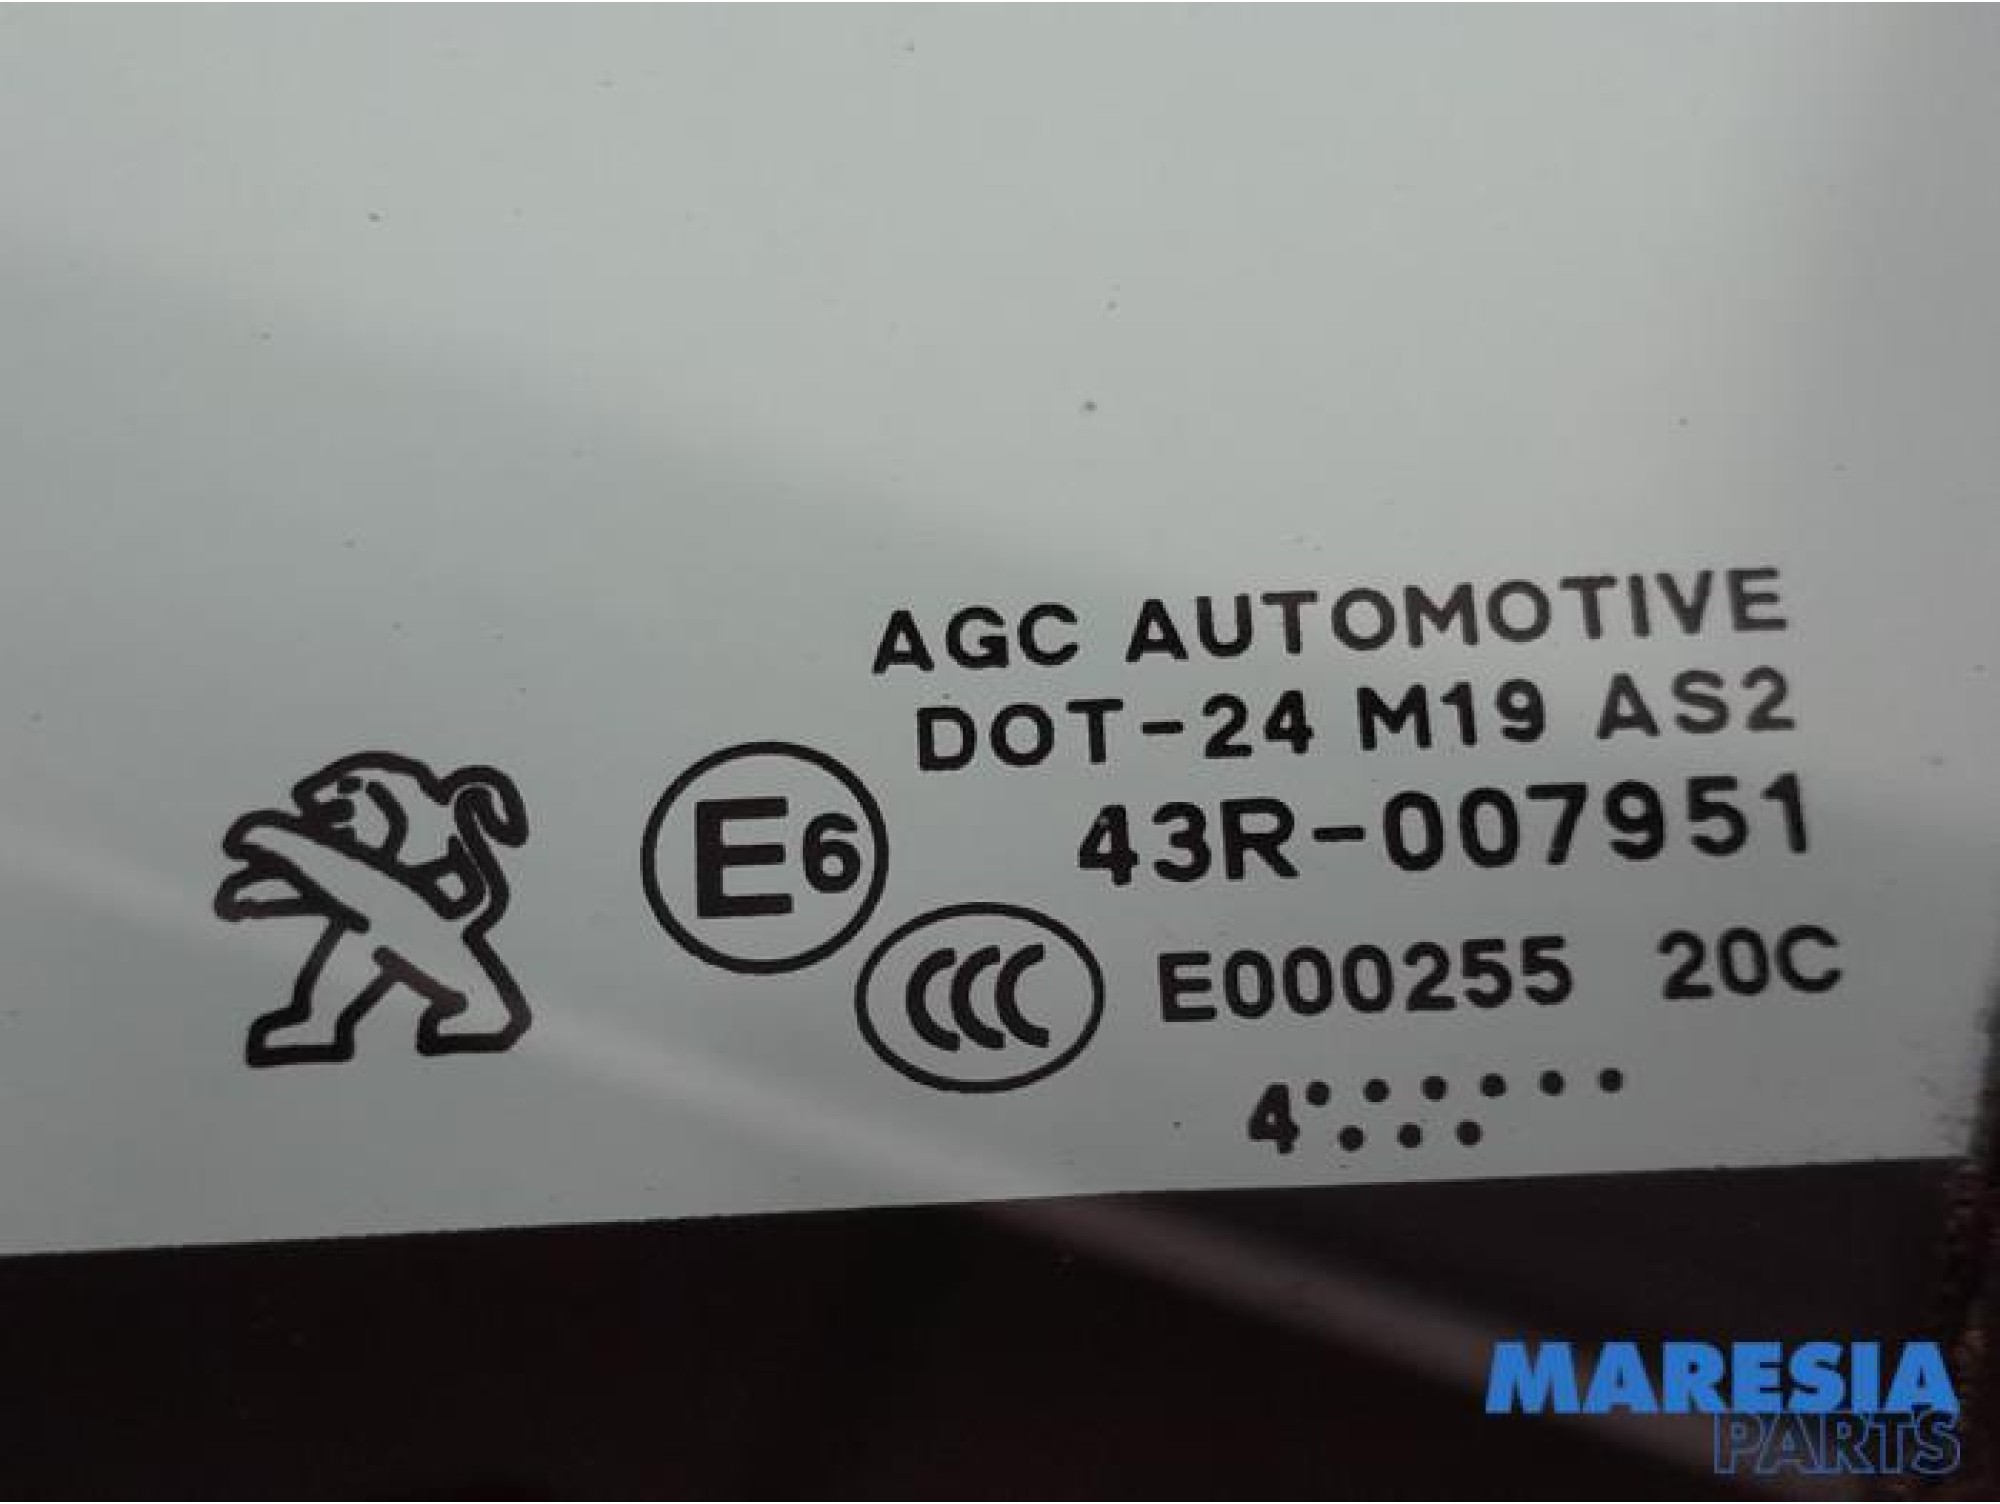 AGC AUTOMOTIVE
DOT-24 M19 AS2
E6 43R-007951
CCC E000255 20C
4
MARESIA
PARTS